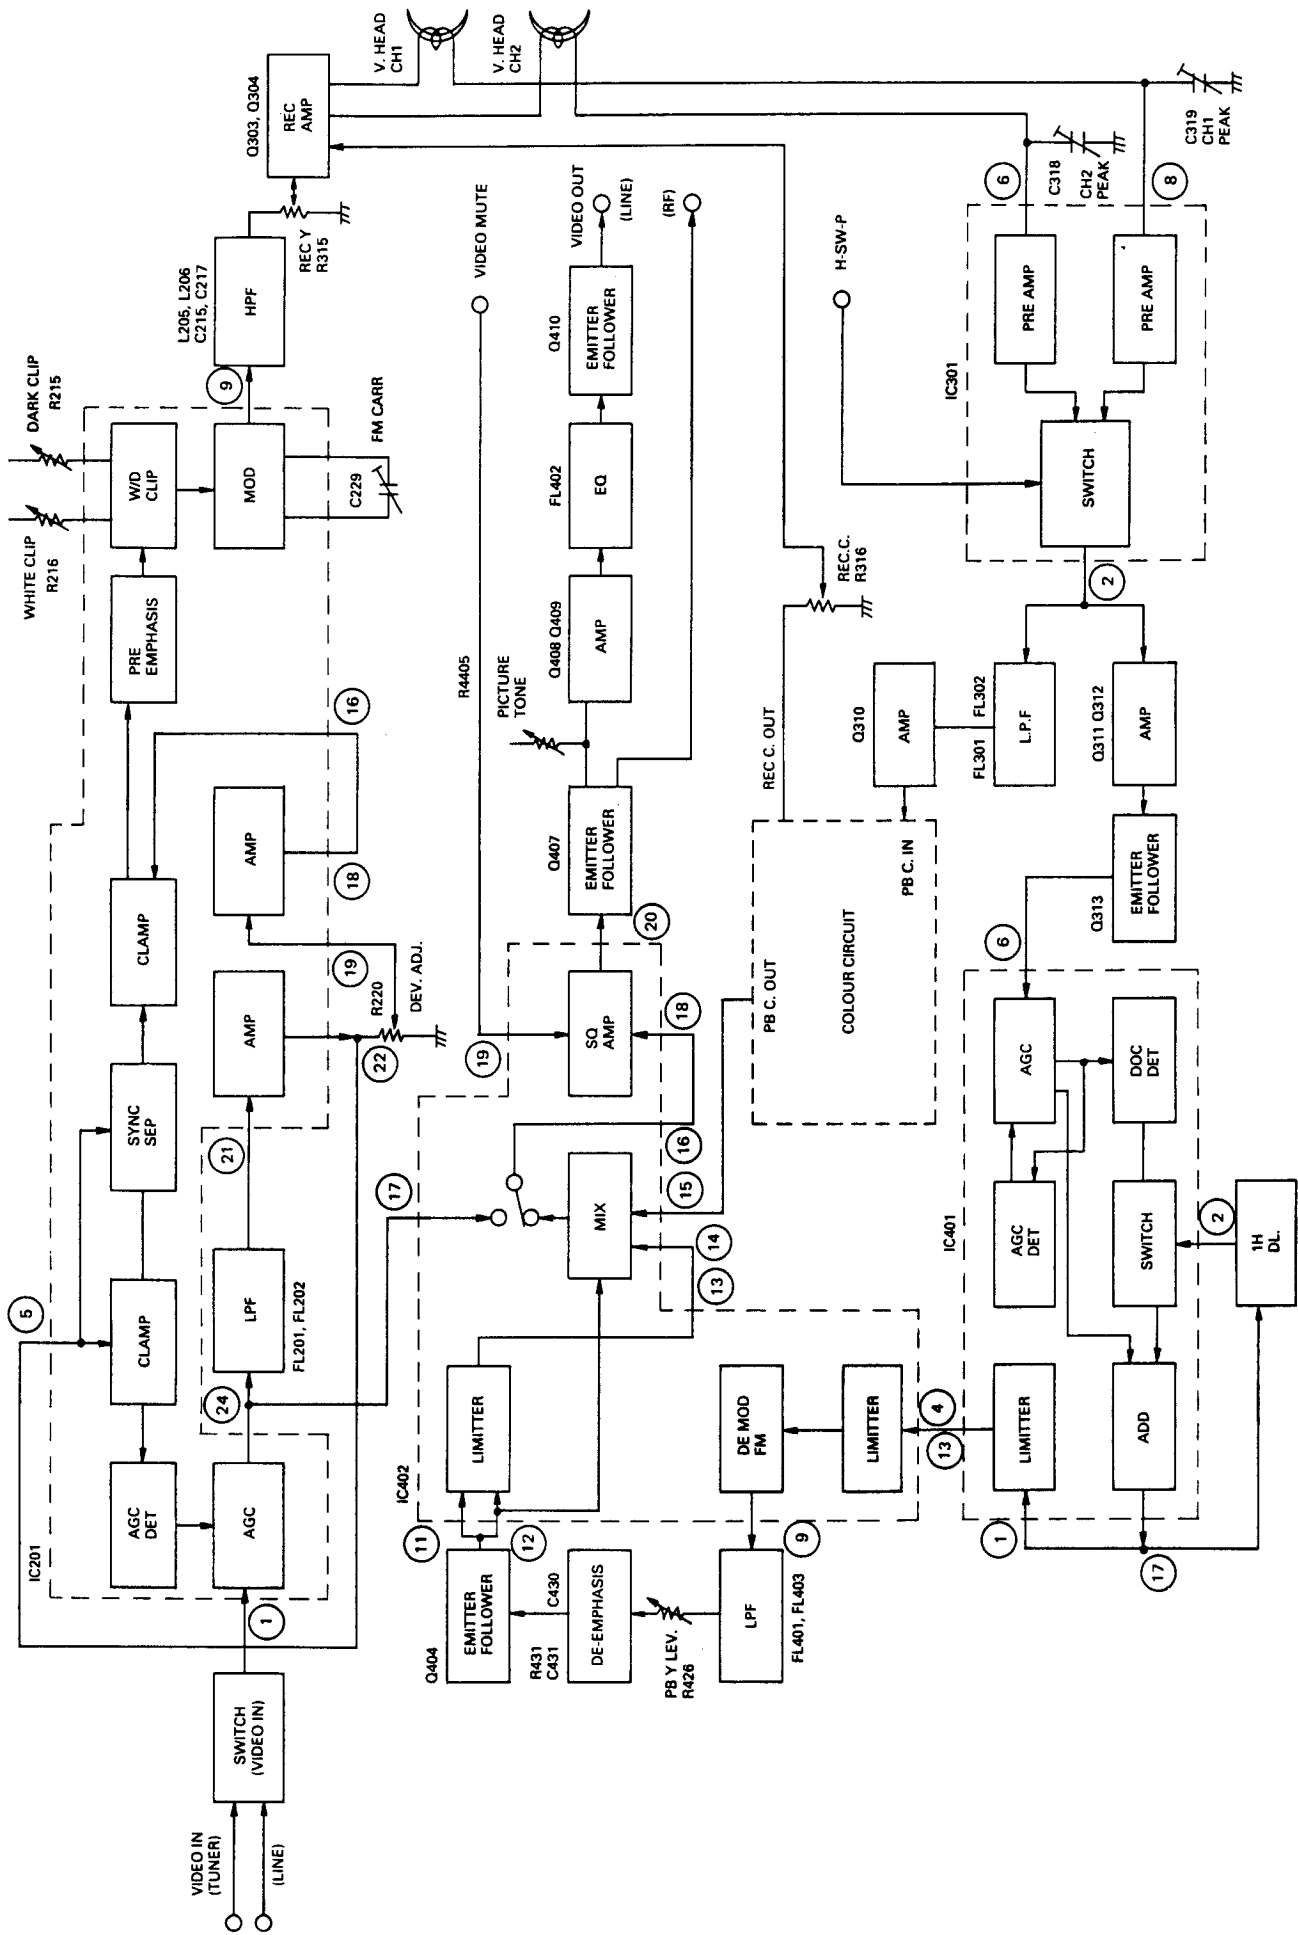 VIDEO IN
(TUNER)
(LINE)
SWITCH
(VIDEO IN)
1
IC201
AGC
DET
AGC
5
24
CLAMP
LPF
FL201, FL202
21
SYNC
SEP
AMP
22
R220
DEV. ADJ.
19
CLAMP
AMP
18
16
PRE
EMPHASIS
WHITE CLIP
R216
DARK CLIP
R215
W/D
CLIP
MOD
C229
FM CARR
9
L205, L206
C215, C217
HPF
REC Y
R315
Q303, Q304
REC
AMP
V. HEAD
CH1
V. HEAD
CH2
Q404
EMITTER
FOLLOWER
11
12
R431
C431
C430
DE-EMPHASIS
PB Y LEV.
R426
LPF
FL401, FL403
9
IC402
LIMITTER
DE MOD
FM
LIMITTER
4
13
17
MIX
13
14
15
16
18
19
SQ
AMP
20
Q407
EMITTER
FOLLOWER
R4405
VIDEO MUTE
PICTURE
TONE
Q408 Q409
AMP
FL402
EQ
Q410
EMITTER
FOLLOWER
VIDEO OUT
(LINE)
(RF)
PB C. OUT
COLOUR CIRCUIT
PB C. IN
REC C. OUT
REC.C.
R316
Q310
AMP
FL301
FL302
L.P.F
Q311 Q312
AMP
Q313
EMITTER
FOLLOWER
6
2
IC301
SWITCH
H-SW-P
PRE AMP
PRE AMP
6
8
C318
CH2
PEAK
C319
CH1
PEAK
IC401
AGC
AGC
DET
DOC
DET
SWITCH
2
1H
DL.
LIMITTER
ADD
1
17